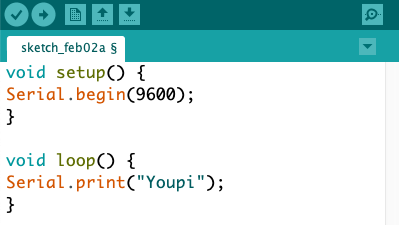 sketch_feb02a §
void setup() {
Serial.begin(9600);
}
void loop() {
Serial.print("Youpi");
}